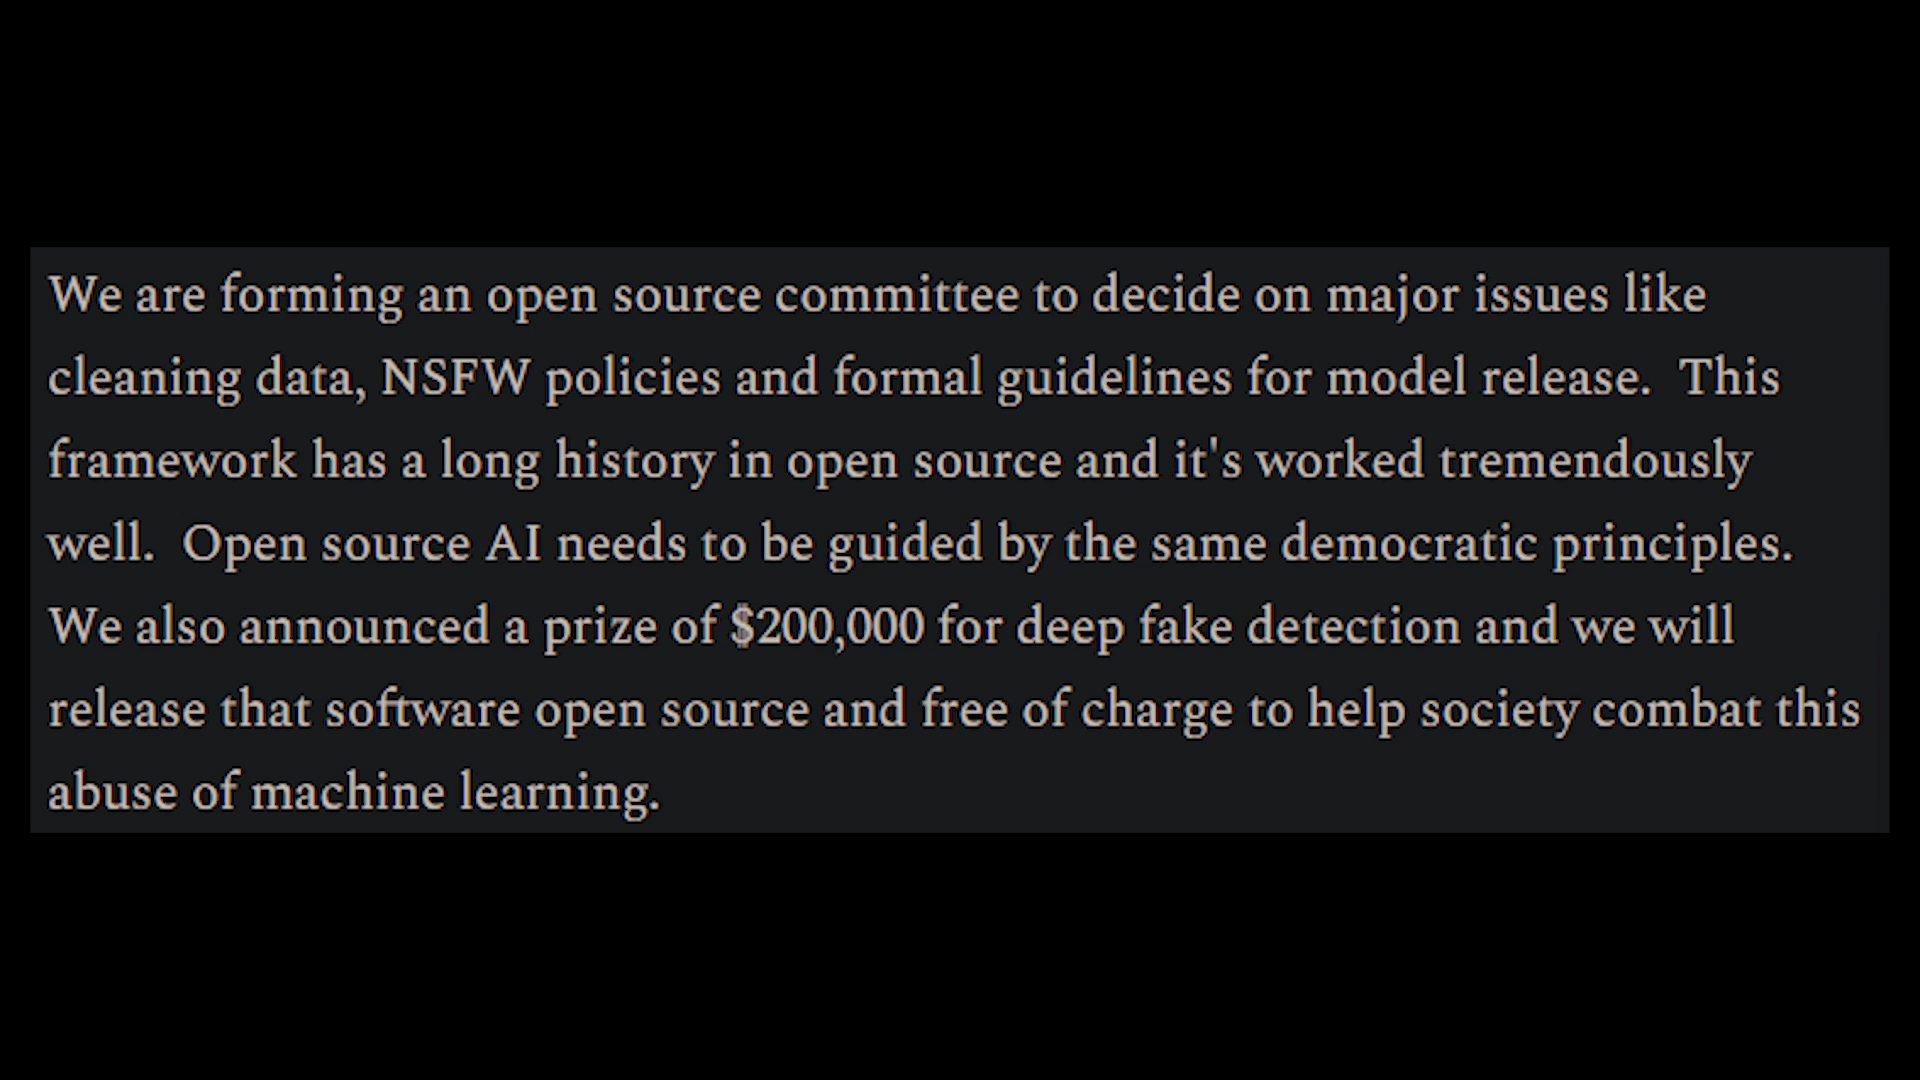 We are forming an open source committee to decide on major issues like
cleaning data, NSFW policies and formal guidelines for model release.  This
framework has a long history in open source and it's worked tremendously
well.  Open source AI needs to be guided by the same democratic principles.
We also announced a prize of $200,000 for deep fake detection and we will
release that software open source and free of charge to help society combat this
abuse of machine learning.